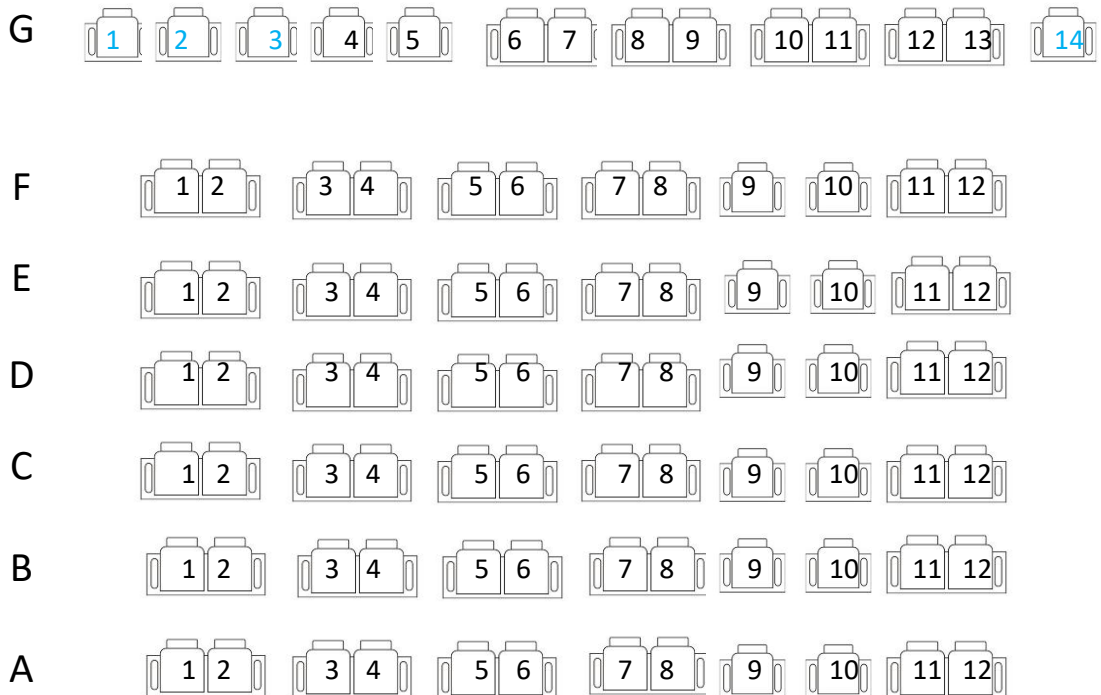 G 1 2 3 4 5 6 7 8 9 10 11 12 13 14
F 1 2 3 4 5 6 7 8 9 10 11 12
E 1 2 3 4 5 6 7 8 9 10 11 12
D 1 2 3 4 5 6 7 8 9 10 11 12
C 1 2 3 4 5 6 7 8 9 10 11 12
B 1 2 3 4 5 6 7 8 9 10 11 12
A 1 2 3 4 5 6 7 8 9 10 11 12